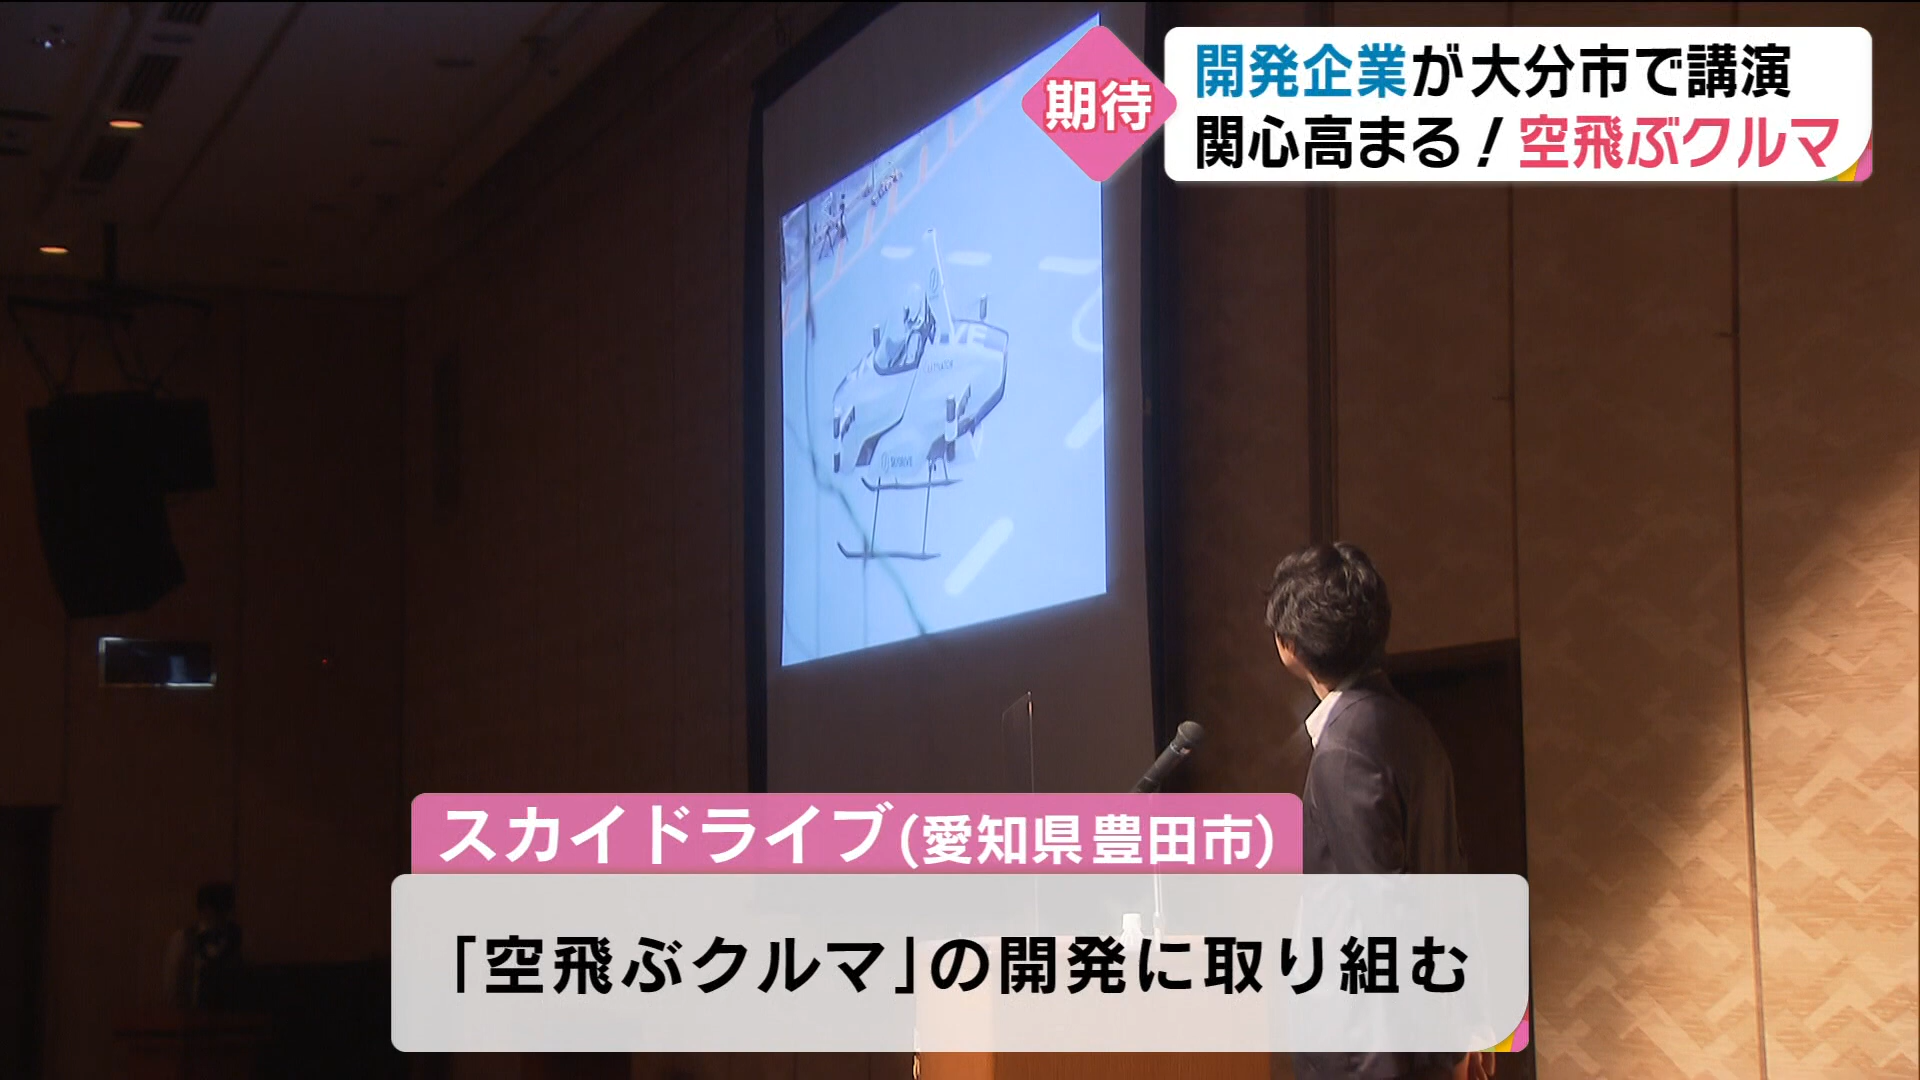 期待
開発企業が大分市で講演
関心高まる!空飛ぶクルマ
SKYDRIVE
スカイドライブ(愛知県豊田市)
「空飛ぶクルマ」の開発に取り組む